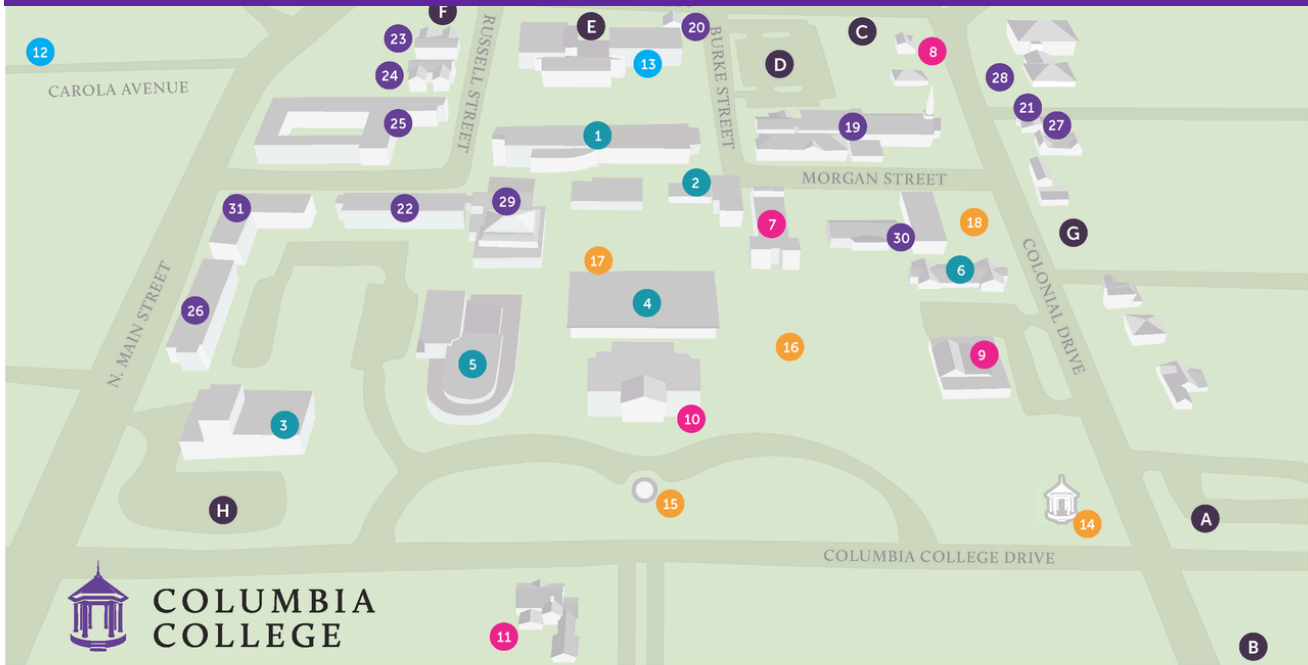 F
E
20
C
23
RUSSELL STREET
BURKE STREET
8
12
13
D
24
28
CAROLA AVENUE
21
25
1
19
27
2
MORGAN STREET
31
22
29
7
18
30
G
17
6
COLONIAL DRIVE
N. MAIN STREET
26
4
16
5
9
3
10
15
H
14
A
COLUMBIA COLLEGE DRIVE
COLUMBIA
COLLEGE
11
B